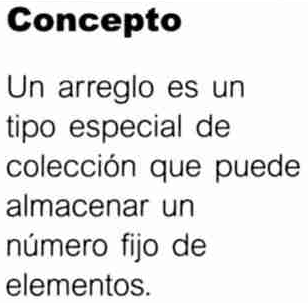 Concepto
Un arreglo es un
tipo especial de
colección que puede
almacenar un
número fijo de
elementos.